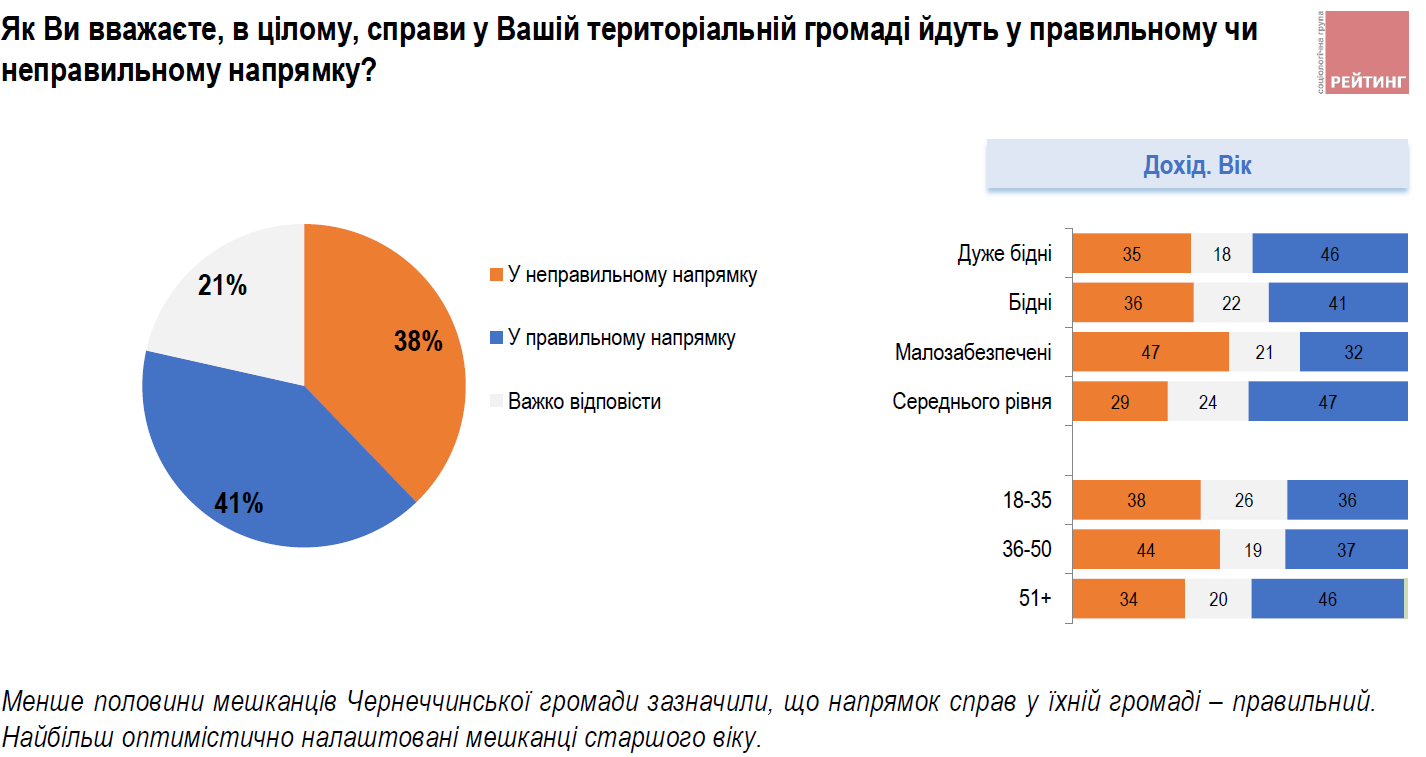 Як Ви вважаєте, в цілому, справи у Вашій територіальній громаді йдуть у правильному чи
неправильному напрямку?
соціологічна група
РЕЙТИНГ
Дохід. Вік
21%
38%
41%
У неправильному напрямку
У правильному напрямку
Важко відповісти
Дуже бідні 35 18 46
Бідні 36 22 41
Малозабезпечені 47 21 32
Середнього рівня 29 24 47
18-35 38 26 36
36-50 44 19 37
51+ 34 20 46
Менше половини мешканців Чернеччинської громади зазначили, що напрямок справ у їхній громаді – правильний.
Найбільш оптимістично налаштовані мешканці старшого віку.